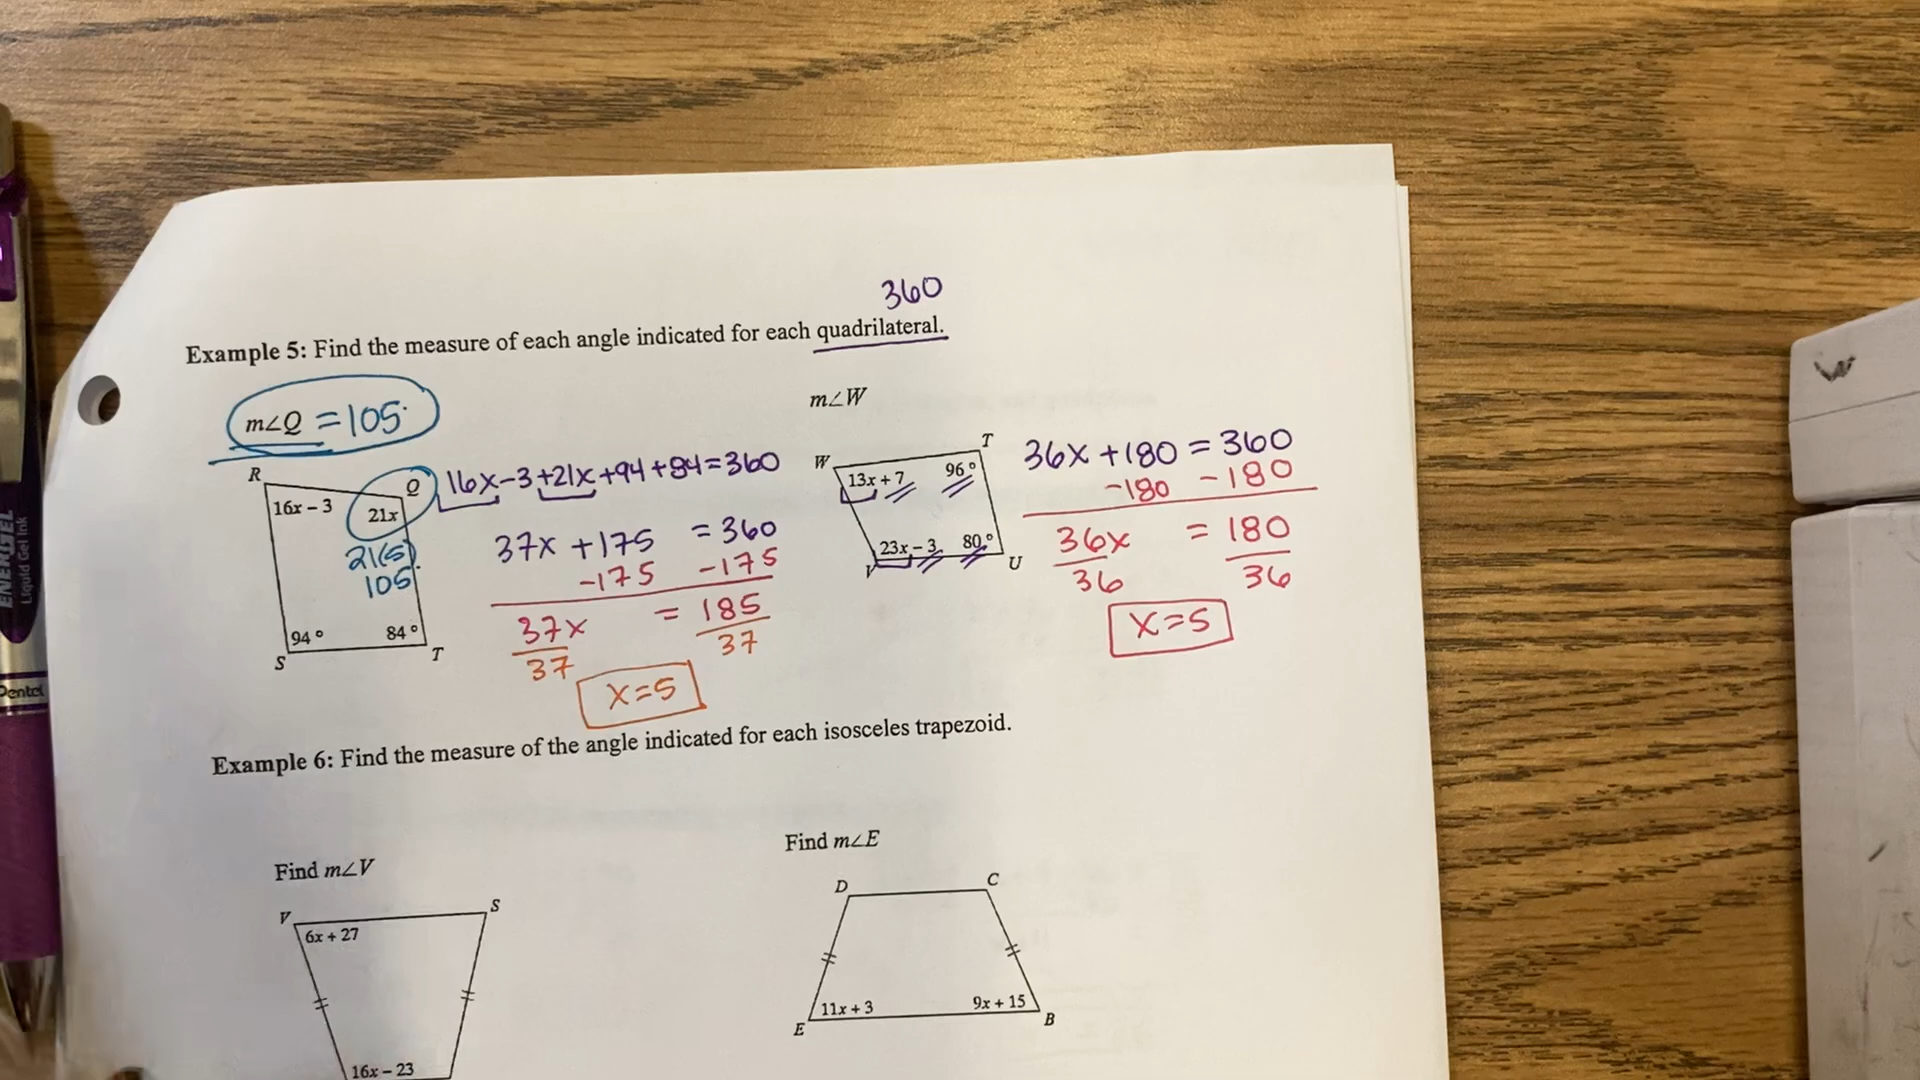 360
Example 5: Find the measure of each angle indicated for each quadrilateral.
m∠Q = 105.
R
Q
16x – 3
21x
21(5).
105
94°
84°
S
T
16x-3+21x+94+84=360
37x +175 = 360
-175 -175
37x = 185
37 37
x=5
m∠W
W
T
13x + 7
96°
23x – 3
80°
V
U
36x +180 = 360
-180 -180
36x = 180
36 36
x=5
Example 6: Find the measure of the angle indicated for each isosceles trapezoid.
Find m∠V
V
S
6x + 27
16x – 23
Find m∠E
D
C
11x + 3
9x + 15
E
B
ENERGEL
Liquid Gel Ink
Pentel